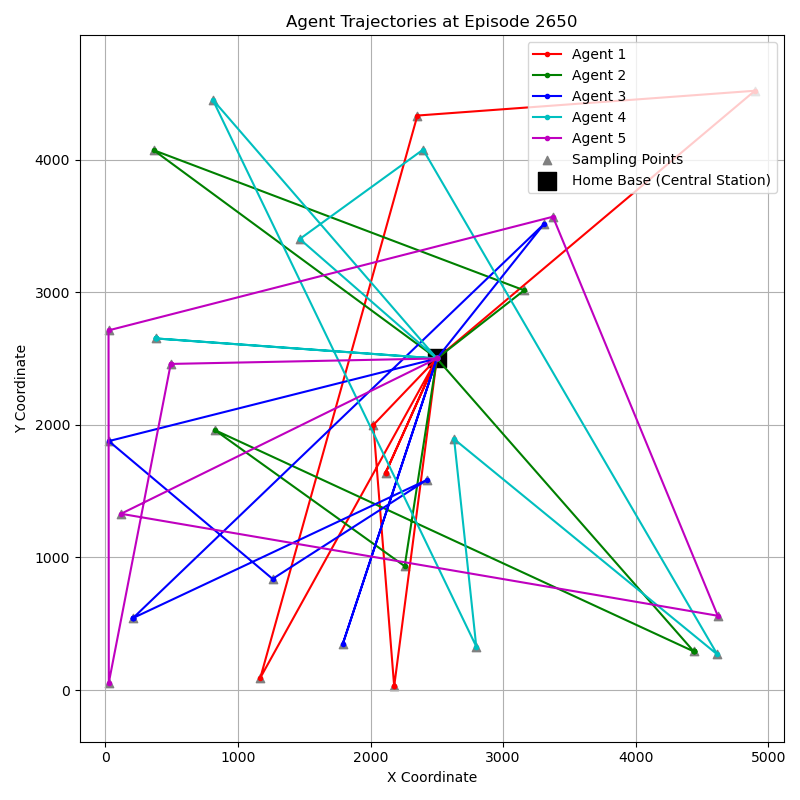 Agent Trajectories at Episode 2650
Agent 1
Agent 2
Agent 3
Agent 4
Agent 5
Sampling Points
Home Base (Central Station)
Y Coordinate
4000
3000
2000
1000
0
0 1000 2000 3000 4000 5000
X Coordinate